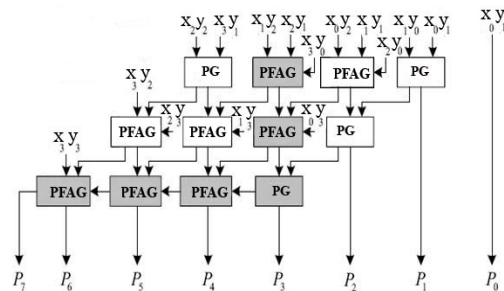 x₂y₂ x₃y₁ x₁y₂ x₂y₁ x₀y₂ x₁y₁ x₁y₀ x₀y₁ x₀y₀
x₃y₀ x₂y₀
x₃y₂ PG PFAG PFAG PG
x₂y₃ x₁y₃ x₀y₃
x₃y₃ PFAG PFAG PFAG PG
PFAG PFAG PFAG PG
P₇ P₆ P₅ P₄ P₃ P₂ P₁ P₀